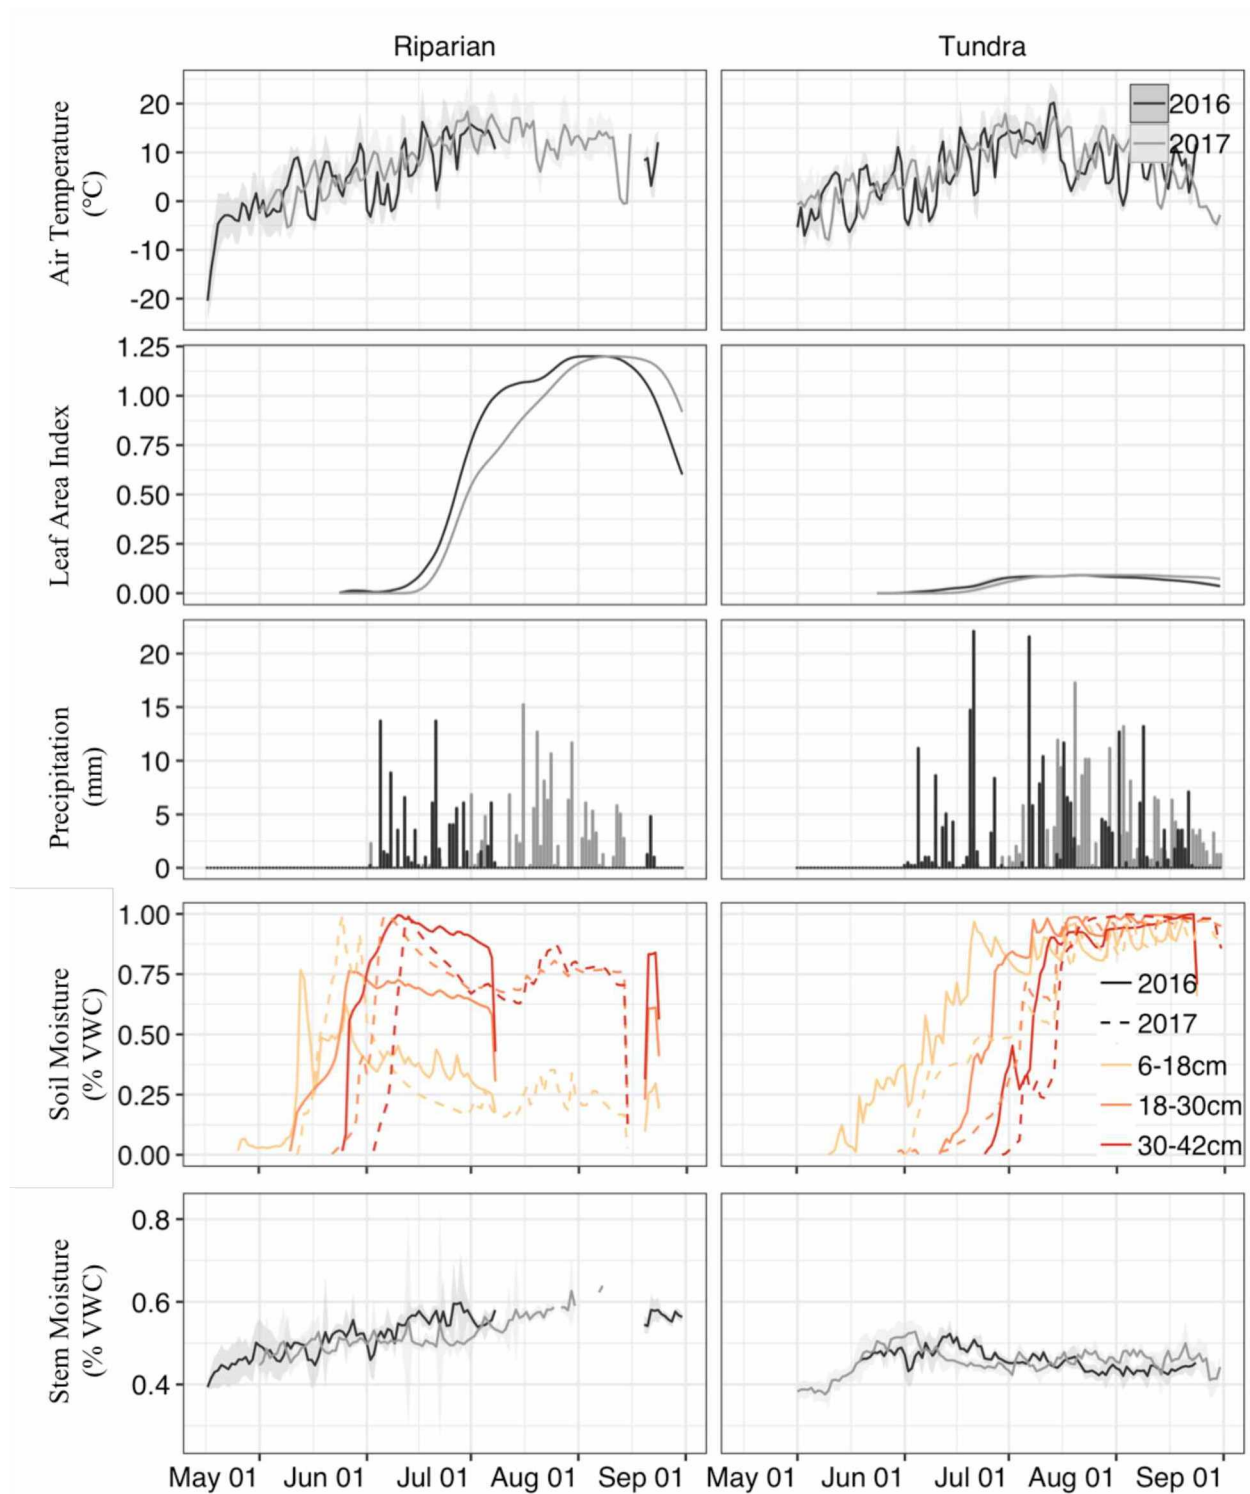 Riparian
Tundra
Air Temperature
(°C)
20
10
0
-10
-20
2016
2017
Leaf Area Index
1.25
1.00
0.75
0.50
0.25
0.00
Precipitation
(mm)
20
15
10
5
0
Soil Moisture
(% VWC)
1.00
0.75
0.50
0.25
0.00
2016
2017
6-18cm
18-30cm
30-42cm
Stem Moisture
(% VWC)
0.8
0.6
0.4
May 01 Jun 01 Jul 01 Aug 01 Sep 01 May 01 Jun 01 Jul 01 Aug 01 Sep 01